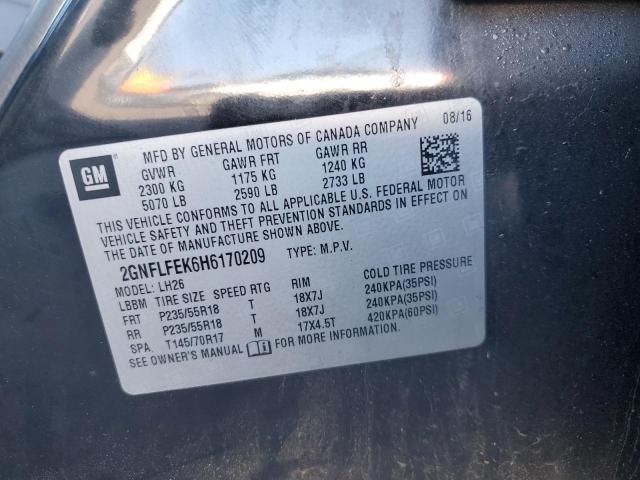 GM
MFD BY GENERAL MOTORS OF CANADA COMPANY 08/16
GVWR GAWR FRT GAWR RR
2300 KG 1175 KG 1240 KG
5070 LB 2590 LB 2733 LB
THIS VEHICLE CONFORMS TO ALL APPLICABLE U.S. FEDERAL MOTOR
VEHICLE SAFETY AND THEFT PREVENTION STANDARDS IN EFFECT ON
THE DATE OF MANUFACTURE SHOWN ABOVE.
2GNFLFEK6H6170209 TYPE: M.P.V.
MODEL: LH26
LBBM TIRE SIZE SPEED RTG RIM COLD TIRE PRESSURE
FRT P235/55R18 T 18X7J 240KPA(35PSI)
RR P235/55R18 T 18X7J 240KPA(35PSI)
SPA T145/70R17 M 17X4.5T 420KPA(60PSI)
SEE OWNER'S MANUAL FOR MORE INFORMATION.